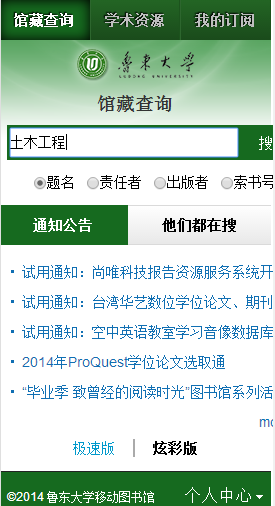 馆藏查询 学术资源 我的订阅
鲁东大学
LUDONG UNIVERSITY
馆藏查询
土木工程 搜
题名 责任者 出版者 索书号
通知公告 他们都在搜
试用通知：尚唯科技报告资源服务系统开
试用通知：台湾华艺数位学位论文、期刊
试用通知：空中英语教室学习音像数据库
2014年ProQuest学位论文选取通
“毕业季 致曾经的阅读时光”图书馆系列活
mo
极速版 | 炫彩版
©2014 鲁东大学移动图书馆 个人中心